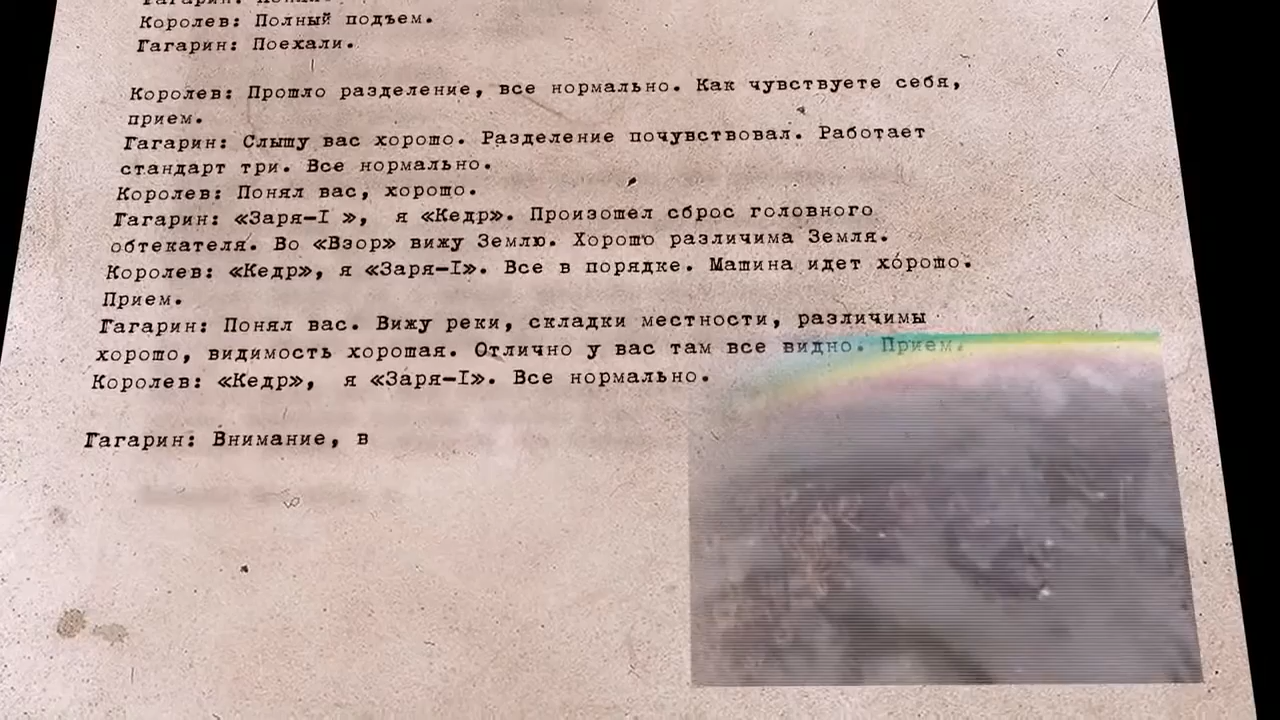 Гагарин:
Королев: Полный подъем.
Гагарин: Поехали.
Королев: Прошло разделение, все нормально. Как чувствуете себя,
прием.
Гагарин: Слышу вас хорошо. Разделение почувствовал. Работает
стандарт три. Все нормально.
Королев: Понял вас, хорошо.
Гагарин: «Заря-I », я «Кедр». Произошел сброс головного
обтекателя. Во «Взор» вижу Землю. Хорошо различима Земля.
Королев: «Кедр», я «Заря-I». Все в порядке. Машина идет хорошо.
Прием.
Гагарин: Понял вас. Вижу реки, складки местности, различимы
хорошо, видимость хорошая. Отлично у вас там все видно. Прием.
Королев: «Кедр», я «Заря-I». Все нормально.
Гагарин: Внимание, в